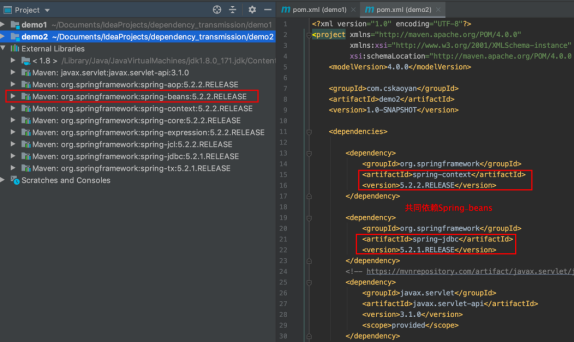 Project
demo1 ~/Documents/IdeaProjects/dependency_transmission/demo1
demo2 ~/Documents/IdeaProjects/dependency_transmission/demo2
External Libraries
< 1.8 > /Library/Java/JavaVirtualMachines/jdk1.8.0_171.jdk/Conten
Maven: javax.servlet:javax.servlet-api:3.1.0
Maven: org.springframework:spring-aop:5.2.2.RELEASE
Maven: org.springframework:spring-beans:5.2.2.RELEASE
Maven: org.springframework:spring-context:5.2.2.RELEASE
Maven: org.springframework:spring-core:5.2.2.RELEASE
Maven: org.springframework:spring-expression:5.2.2.RELEASE
Maven: org.springframework:spring-jcl:5.2.2.RELEASE
Maven: org.springframework:spring-jdbc:5.2.1.RELEASE
Maven: org.springframework:spring-tx:5.2.1.RELEASE
Scratches and Consoles
pom.xml (demo1)
pom.xml (demo2)
1 <?xml version="1.0" encoding="UTF-8"?>
2 <project xmlns="http://maven.apache.org/POM/4.0.0"
3 xmlns:xsi="http://www.w3.org/2001/XMLSchema-instance"
4 xsi:schemaLocation="http://maven.apache.org/POM/4.0.0
5 <modelVersion>4.0.0</modelVersion>
6
7 <groupId>com.cskaoyan</groupId>
8 <artifactId>demo2</artifactId>
9 <version>1.0-SNAPSHOT</version>
10
11 <dependencies>
12
13 <dependency>
14 <groupId>org.springframework</groupId>
15 <artifactId>spring-context</artifactId>
16 <version>5.2.2.RELEASE</version>
17 </dependency>
18 共同依赖Spring-beans
19 <dependency>
20 <groupId>org.springframework</groupId>
21 <artifactId>spring-jdbc</artifactId>
22 <version>5.2.1.RELEASE</version>
23 </dependency>
24 <!-- https://mvnrepository.com/artifact/javax.servlet/j
25 <dependency>
26 <groupId>javax.servlet</groupId>
27 <artifactId>javax.servlet-api</artifactId>
28 <version>3.1.0</version>
29 <scope>provided</scope>
30 </dependency>